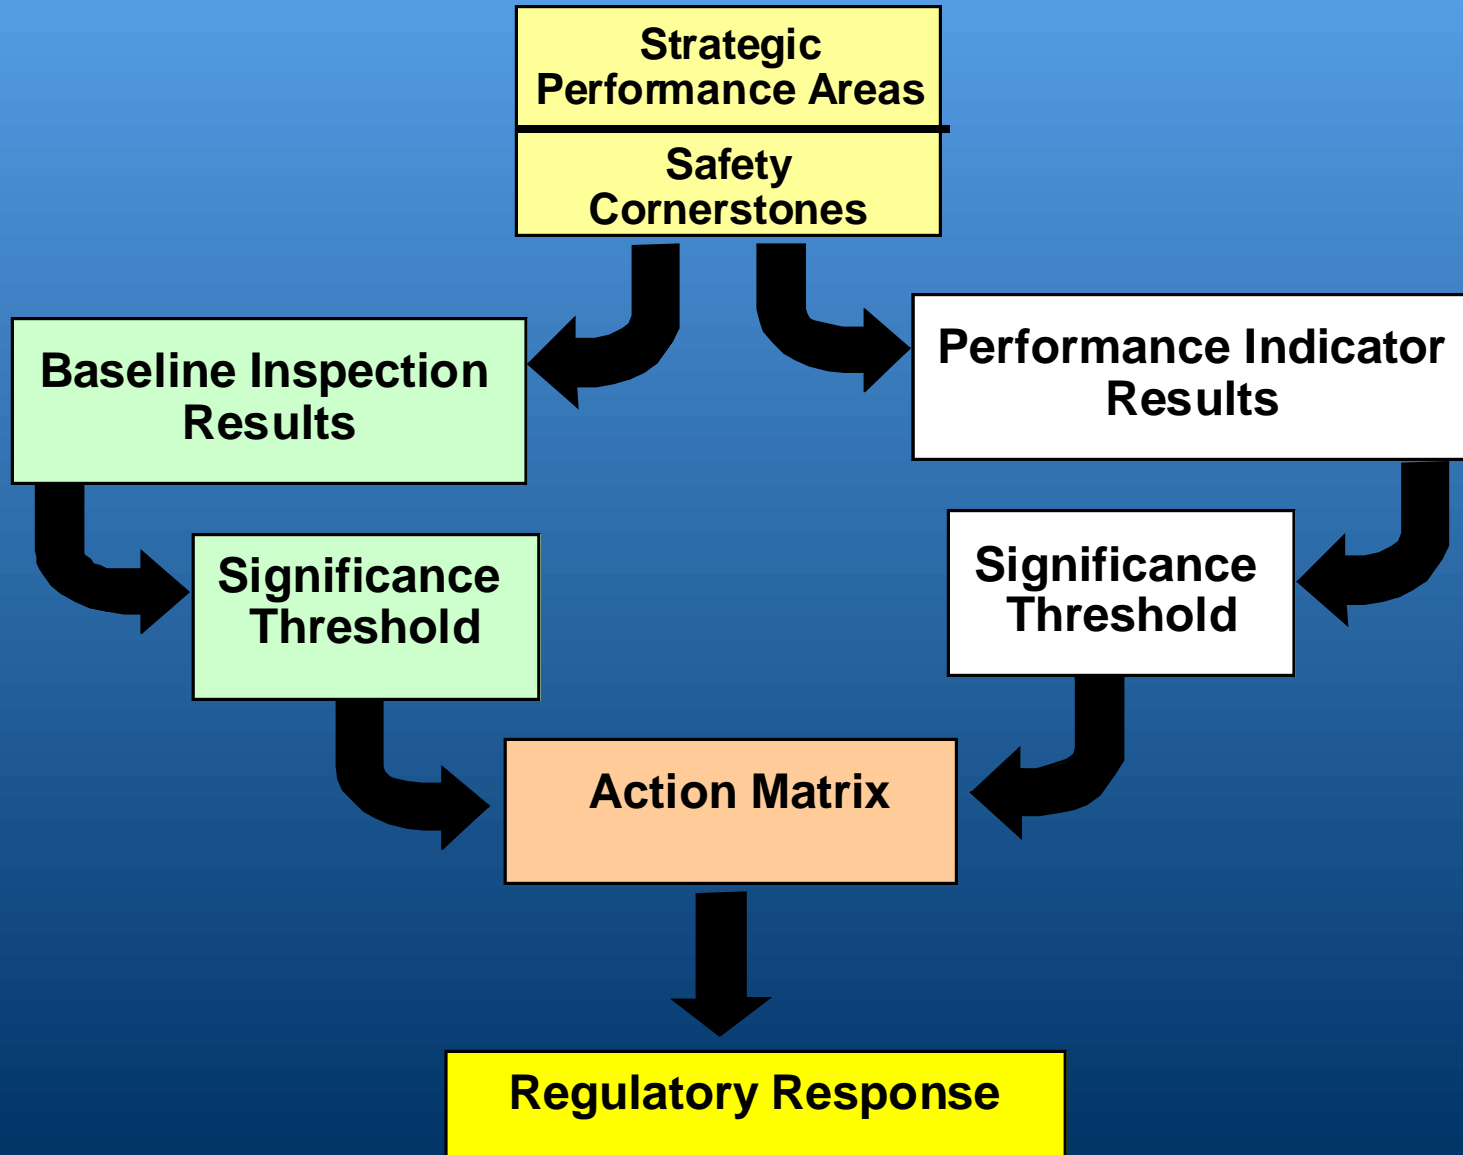 Strategic
Performance Areas
Safety
Cornerstones
Baseline Inspection
Results
Performance Indicator
Results
Significance
Threshold
Significance
Threshold
Action Matrix
Regulatory Response